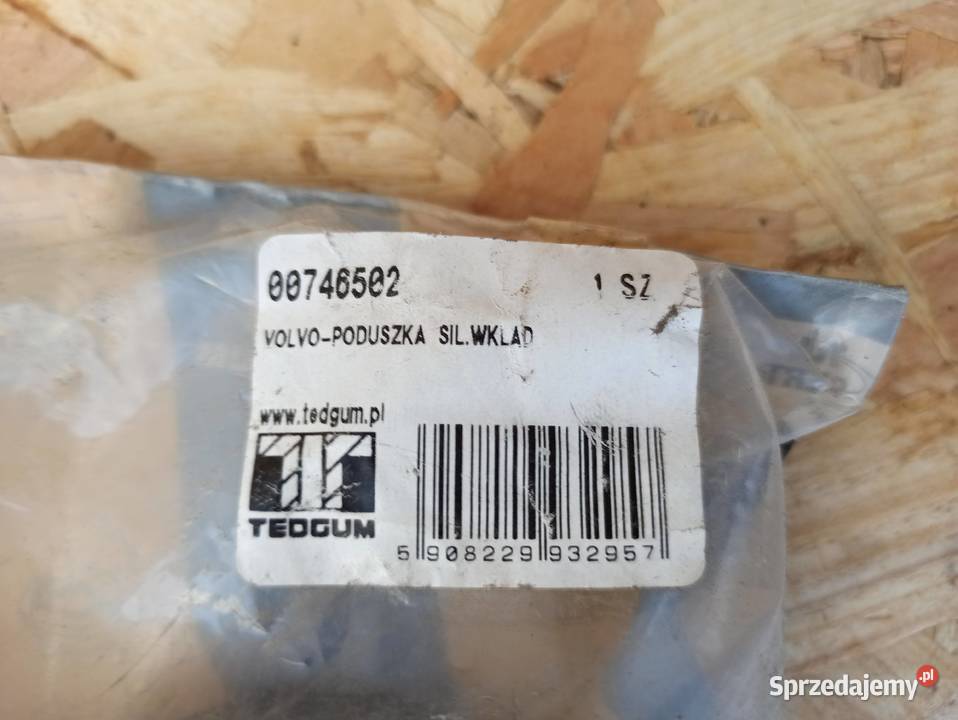 00746502 1 SZ
VOLVO-PODUSZKA SIL.WKLAD
www.tedgum.pl
TEDGUM
5 908229 932957
Sprzedajemy.pl